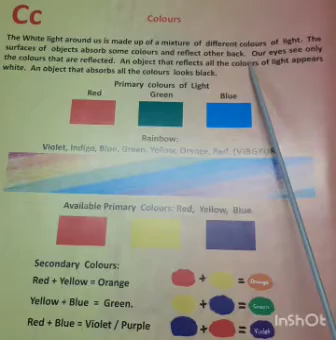 Cc
Colours
The White light around us is made up of a mixture of different colours of light. The
surfaces of objects absorb some colours and reflect other back. Our eyes see only
the colours that are reflected. An object that reflects all the colours of light appears
white. An object that absorbs all the colours looks black.
Primary colours of Light
Red Green Blue
Rainbow:
Violet, Indigo, Blue, Green, Yellow, Orange, Red. (VIBGYOR
Available Primary Colours: Red, Yellow, Blue.
Secondary Colours:
Red + Yellow = Orange + = Orange
Yellow + Blue = Green. + = Green
Red + Blue = Violet / Purple + = Violet
InShOt